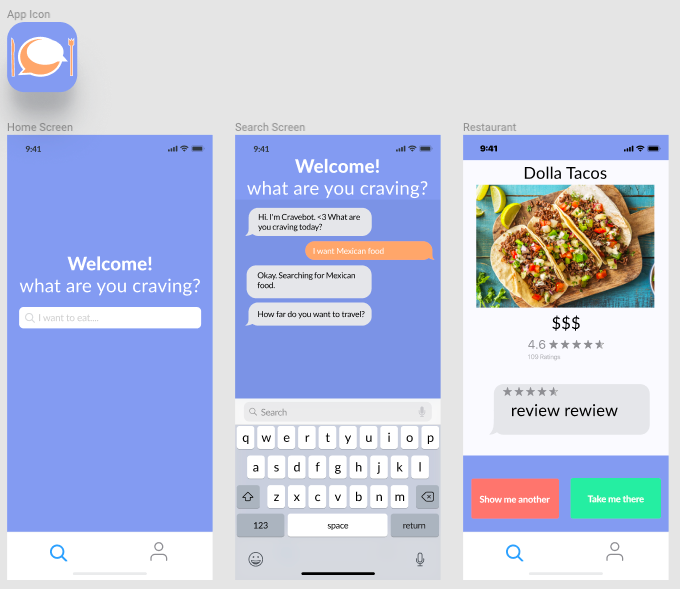 App Icon
Home Screen
9:41
Welcome!
what are you craving?
I want to eat....
Search Screen
9:41
Welcome!
what are you craving?
Hi. I'm Cravebot. <3 What are
you craving today?
I want Mexican food
Okay. Searching for Mexican
food.
How far do you want to travel?
Search
q w e r t y u i o p
a s d f g h j k l
z x c v b n m
123 space return
Restaurant
9:41
Dolla Tacos
$$$
4.6
109 Ratings
review rewiew
Show me another
Take me there